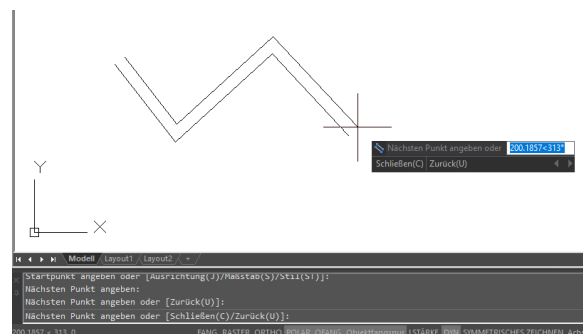 Nächsten Punkt angeben oder 200.1857<313°
Schließen(C) Zurück(U)
Y
X
Modell Layout1 Layout2 +
Startpunkt angeben oder [Ausrichtung(J)/Maßstab(S)/Stil(ST)]:
Nächsten Punkt angeben:
Nächsten Punkt angeben oder [Zurück(U)]:
Nächsten Punkt angeben oder [Schließen(C)/Zurück(U)]:
200.1857 < 313, 0 FANG RASTER ORTHO POLAR OFANG Objektfangspur LSTÄRKE DYN SYMMETRISCHES ZEICHNEN